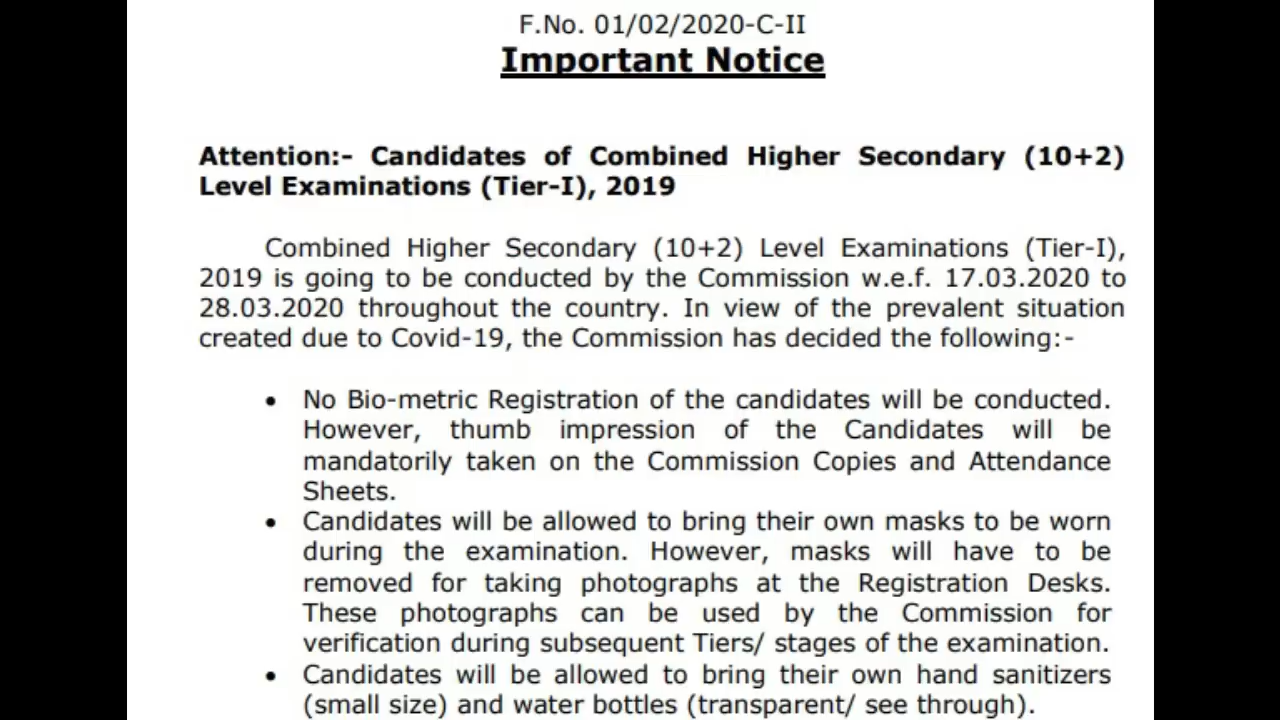 F.No. 01/02/2020-C-II
Important Notice
Attention:- Candidates of Combined Higher Secondary (10+2)
Level Examinations (Tier-I), 2019
Combined Higher Secondary (10+2) Level Examinations (Tier-I),
2019 is going to be conducted by the Commission w.e.f. 17.03.2020 to
28.03.2020 throughout the country. In view of the prevalent situation
created due to Covid-19, the Commission has decided the following:-
• No Bio-metric Registration of the candidates will be conducted.
However, thumb impression of the Candidates will be
mandatorily taken on the Commission Copies and Attendance
Sheets.
• Candidates will be allowed to bring their own masks to be worn
during the examination. However, masks will have to be
removed for taking photographs at the Registration Desks.
These photographs can be used by the Commission for
verification during subsequent Tiers/ stages of the examination.
• Candidates will be allowed to bring their own hand sanitizers
(small size) and water bottles (transparent/ see through).